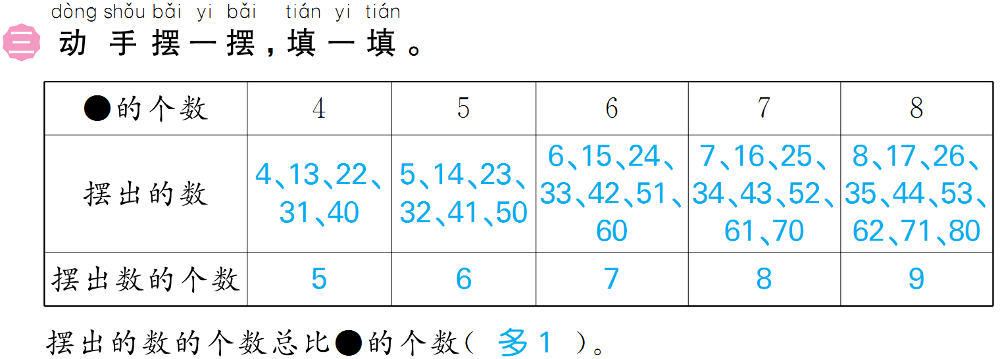 dòng shǒu bǎi yi bǎi tián yi tián
三 动手摆一摆,填一填。
●的个数 4 5 6 7 8
摆出的数 4、13、22、31、40 5、14、23、32、41、50 6、15、24、33、42、51、60 7、16、25、34、43、52、61、70 8、17、26、35、44、53、62、71、80
摆出数的个数 5 6 7 8 9
摆出的数的个数总比●的个数( 多1 )。